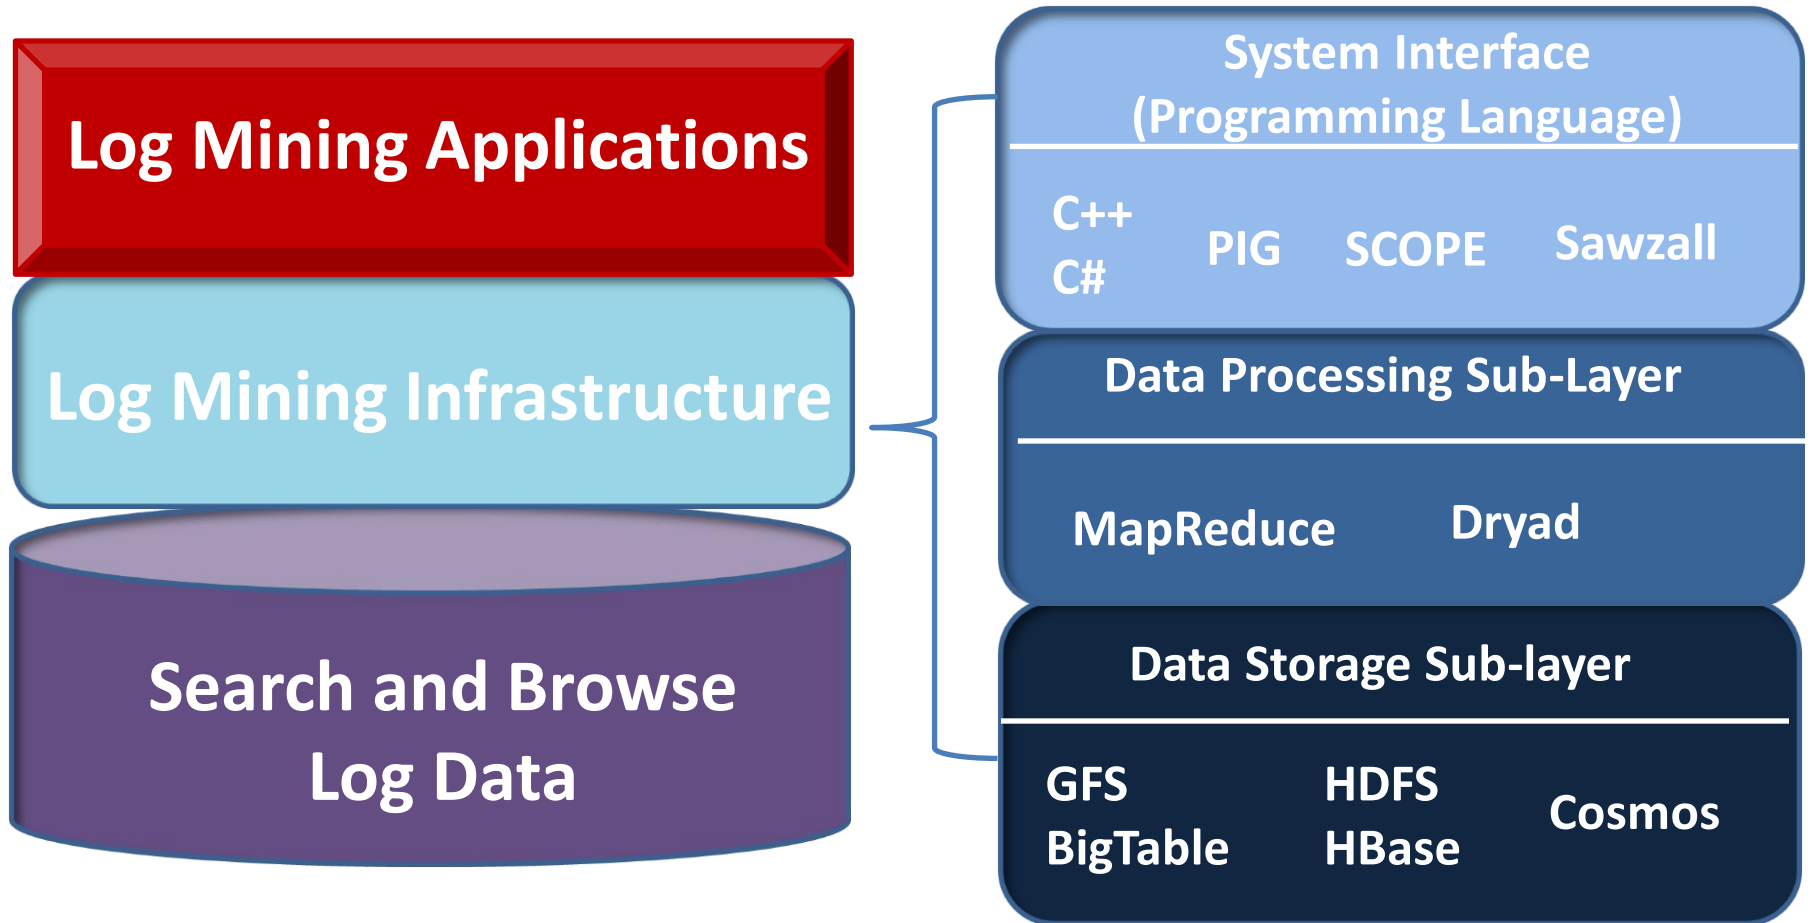 Log Mining Applications
Log Mining Infrastructure
Search and Browse
Log Data
System Interface
(Programming Language)
C++
C#
PIG
SCOPE
Sawzall
Data Processing Sub-Layer
MapReduce
Dryad
Data Storage Sub-layer
GFS
BigTable
HDFS
HBase
Cosmos